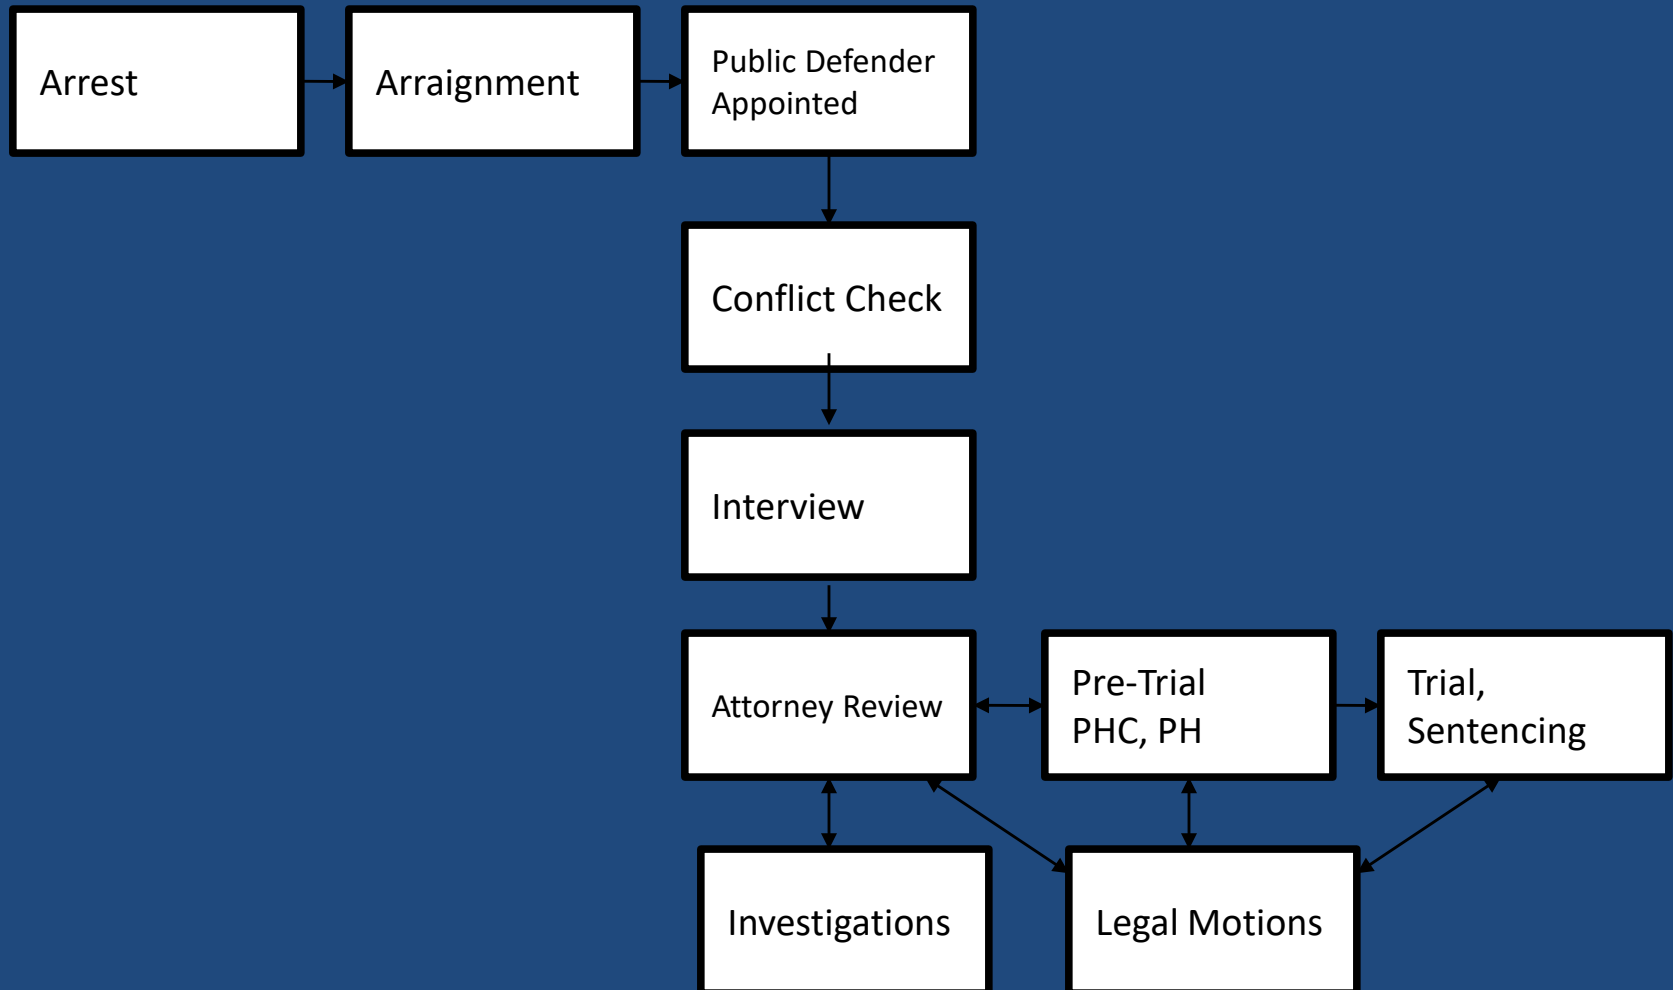 Arrest
Arraignment
Public Defender
Appointed
Conflict Check
Interview
Attorney Review
Pre-Trial
PHC, PH
Trial,
Sentencing
Investigations
Legal Motions